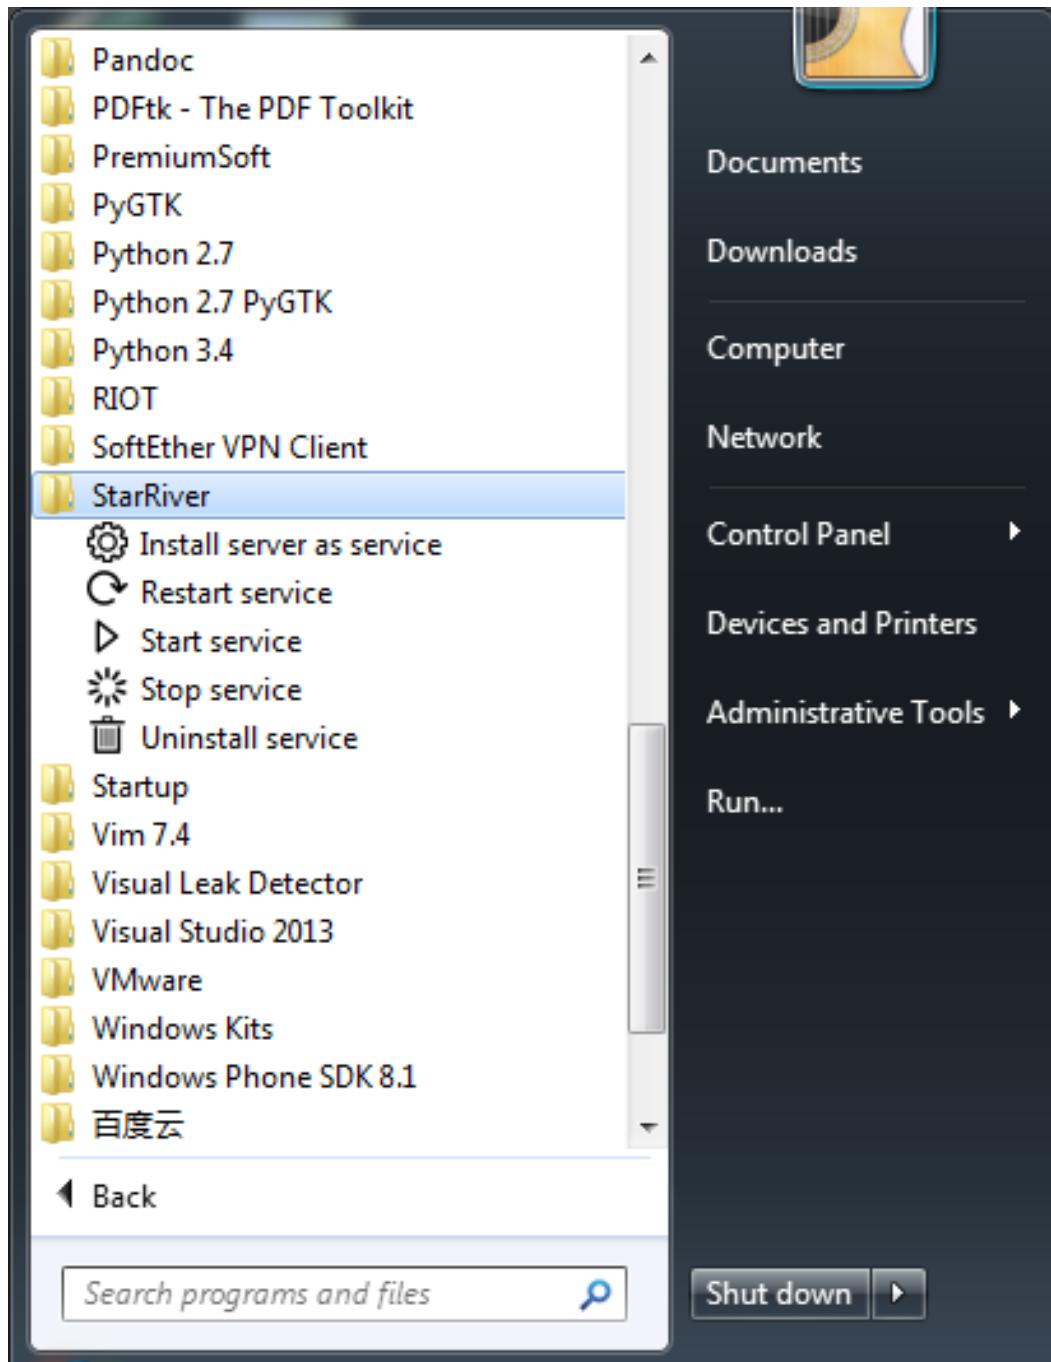 Pandoc
PDFtk - The PDF Toolkit
PremiumSoft
PyGTK
Python 2.7
Python 2.7 PyGTK
Python 3.4
RIOT
SoftEther VPN Client
StarRiver
Install server as service
Restart service
Start service
Stop service
Uninstall service
Startup
Vim 7.4
Visual Leak Detector
Visual Studio 2013
VMware
Windows Kits
Windows Phone SDK 8.1
百度云
Back
Search programs and files
Documents
Downloads
Computer
Network
Control Panel
Devices and Printers
Administrative Tools
Run...
Shut down